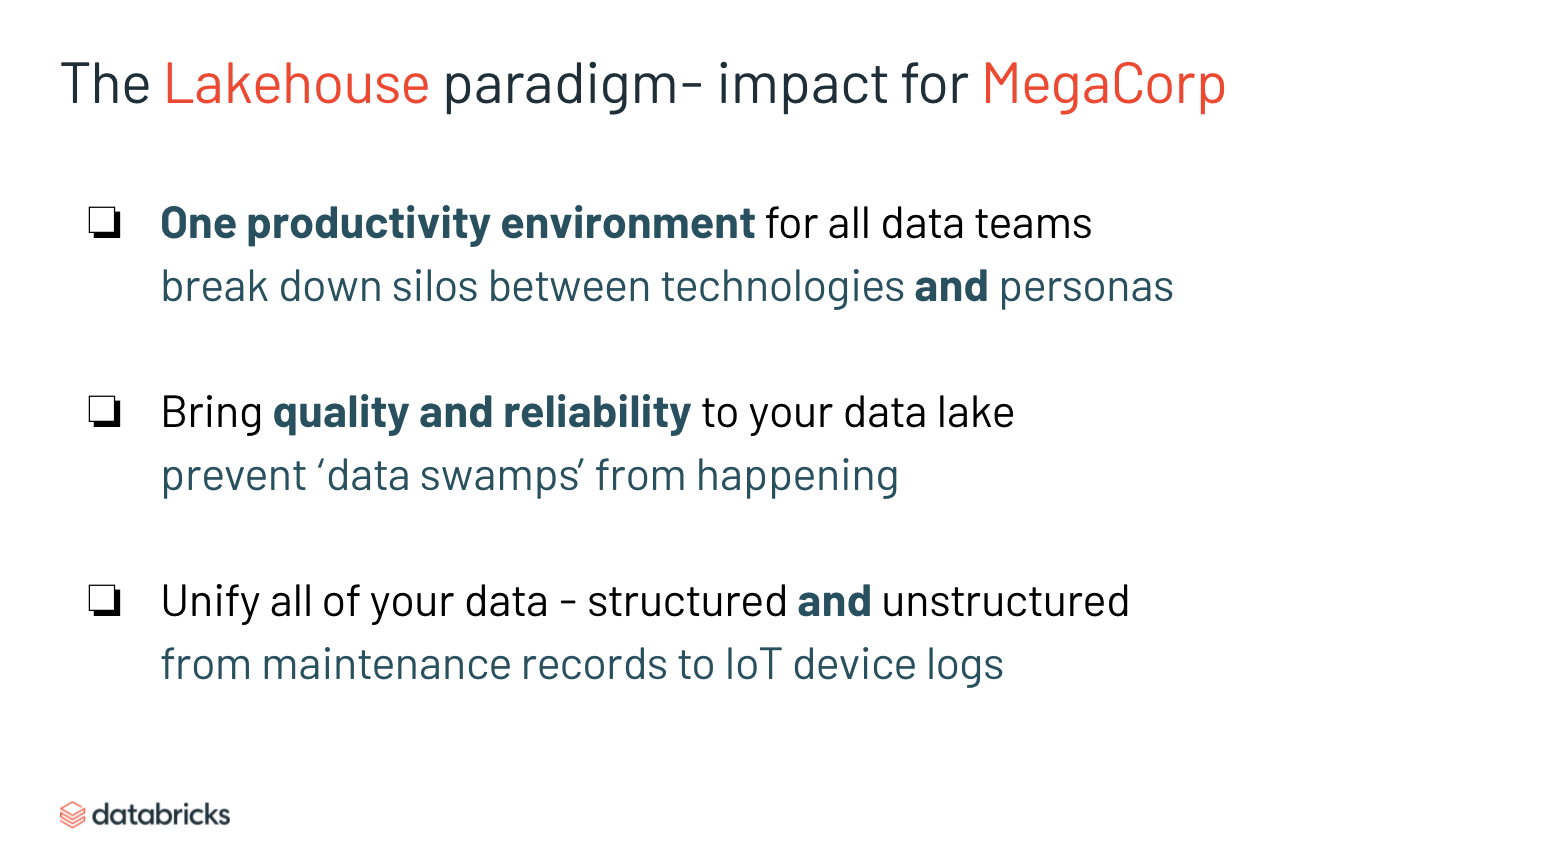 The Lakehouse paradigm- impact for MegaCorp
One productivity environment for all data teams
break down silos between technologies and personas
Bring quality and reliability to your data lake
prevent ‘data swamps’ from happening
Unify all of your data - structured and unstructured
from maintenance records to IoT device logs
databricks